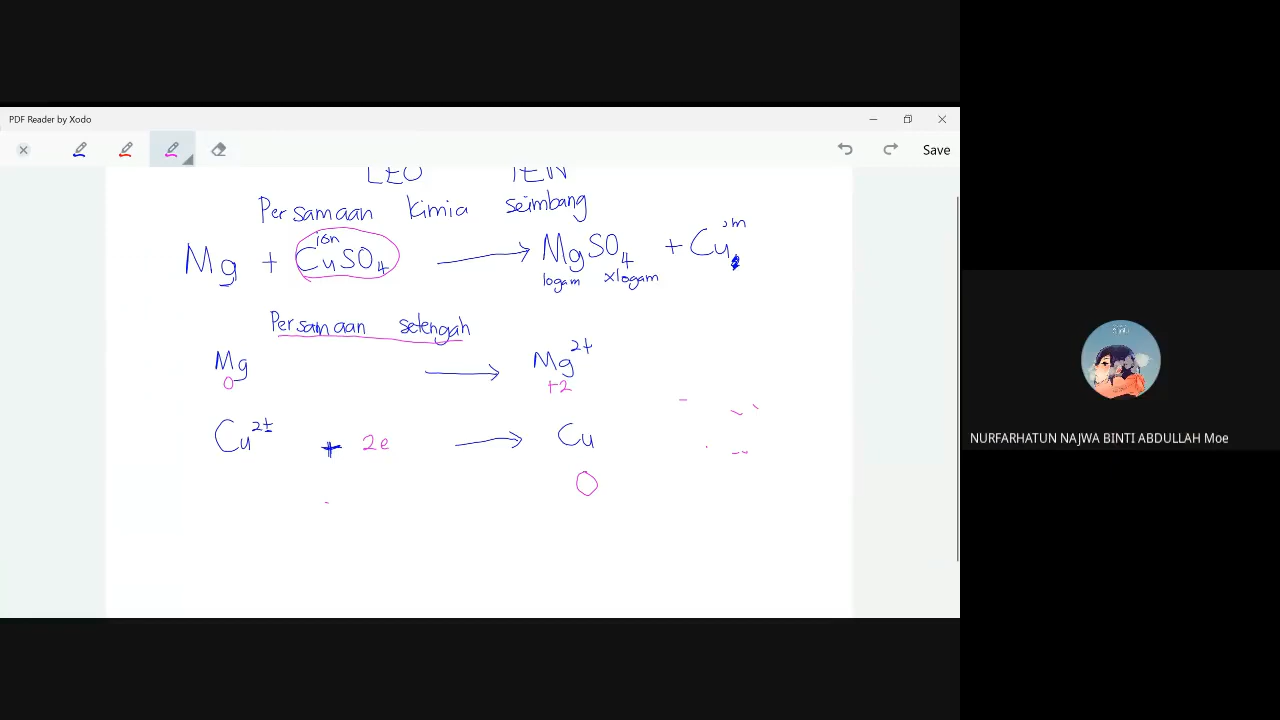 PDF Reader by Xodo
Save
LEO TEN
Persamaan kimia seimbang
Mg + CuSO4 → MgSO4 + Cu
ion
logam xlogam
Persamaan setengah
Mg → Mg2+
0 +2
Cu2+ + 2e → Cu
0
NURFARHATUN NAJWA BINTI ABDULLAH Moe